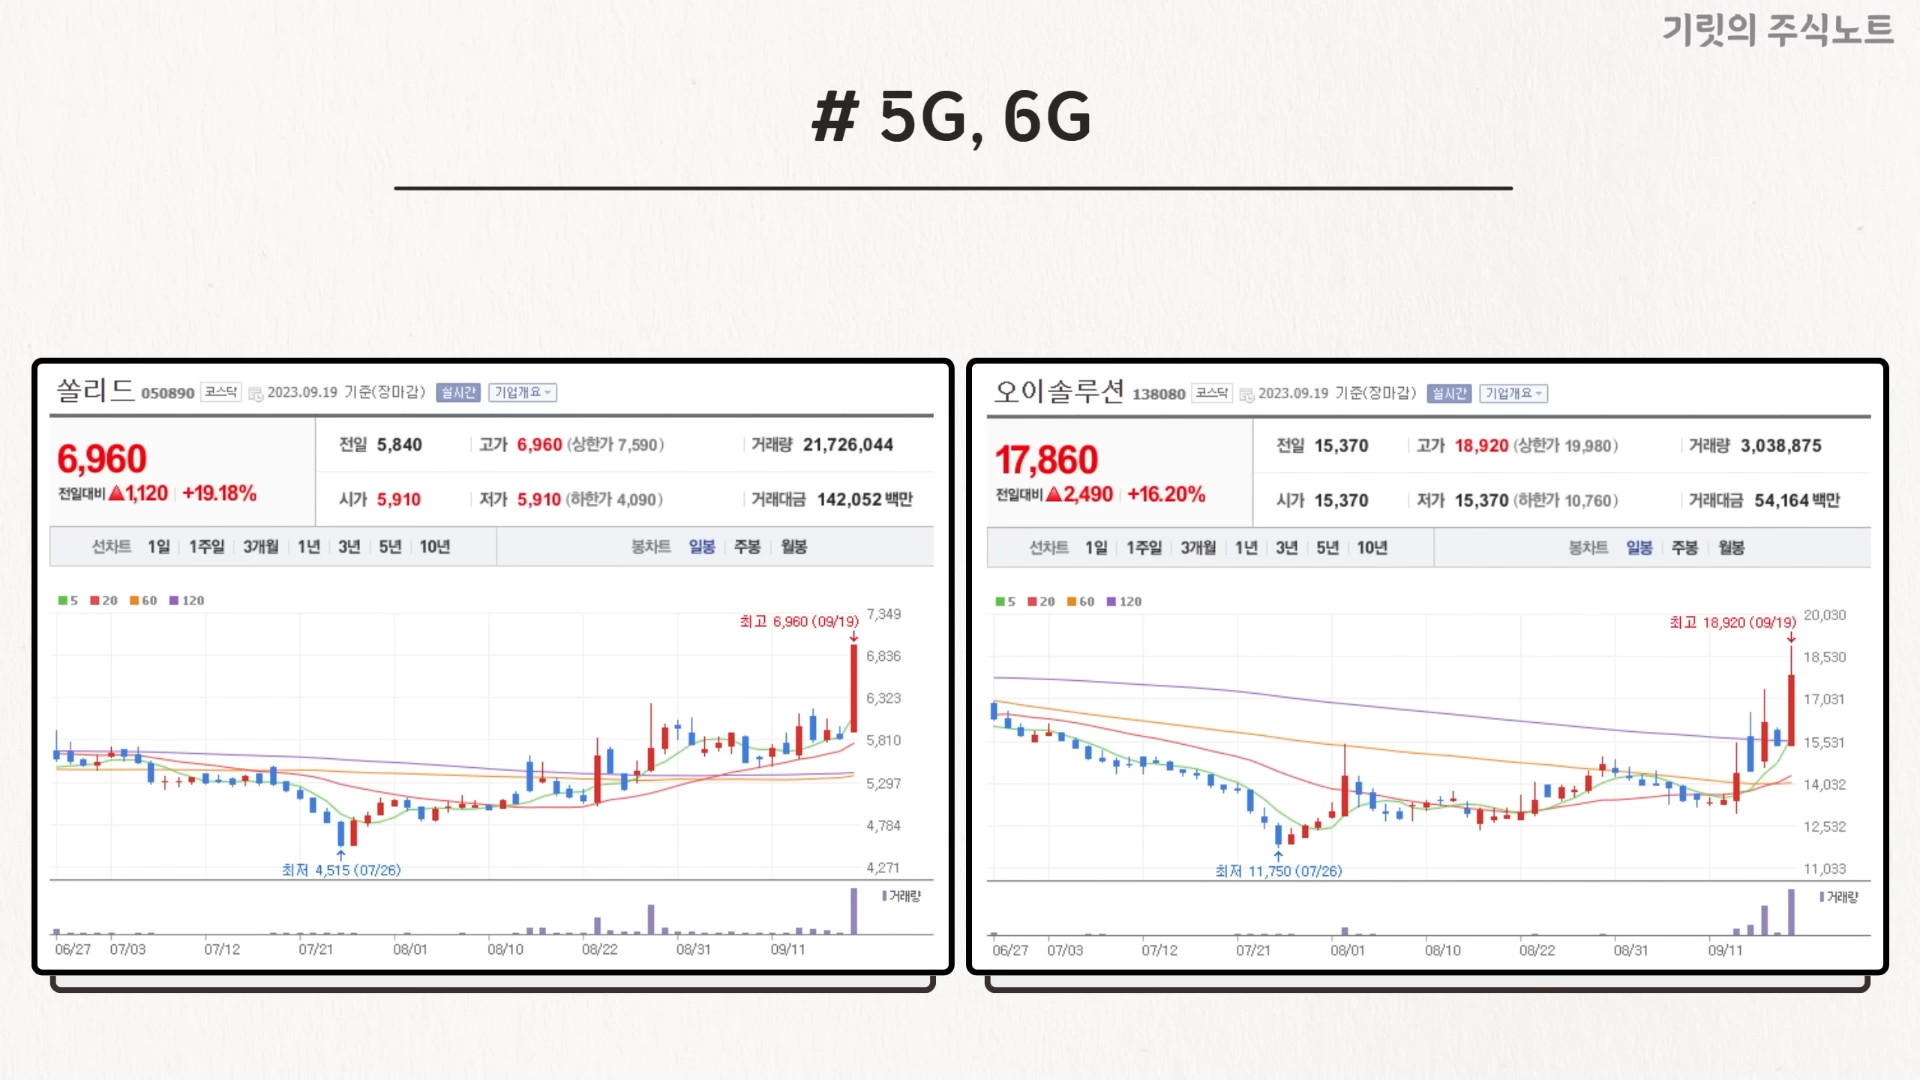 기릿의 주식노트
# 5G, 6G
쏠리드 050890 코스닥 2023.09.19 기준(장마감) 실시간 기업개요
6,960
전일대비 ▲1,120 +19.18%
전일 5,840 고가 6,960 (상한가 7,590) 거래량 21,726,044
시가 5,910 저가 5,910 (하한가 4,090) 거래대금 142,052 백만
선차트 1일 1주일 3개월 1년 3년 5년 10년 봉차트 일봉 주봉 월봉
5 20 60 120
최고 6,960 (09/19)
7,349
6,836
6,323
5,810
5,297
4,784
4,271
최저 4,515 (07/26)
거래량
06/27 07/03 07/12 07/21 08/01 08/10 08/22 08/31 09/11
오이솔루션 138080 코스닥 2023.09.19 기준(장마감) 실시간 기업개요
17,860
전일대비 ▲2,490 +16.20%
전일 15,370 고가 18,920 (상한가 19,980) 거래량 3,038,875
시가 15,370 저가 15,370 (하한가 10,760) 거래대금 54,164 백만
선차트 1일 1주일 3개월 1년 3년 5년 10년 봉차트 일봉 주봉 월봉
5 20 60 120
최고 18,920 (09/19)
20,030
18,530
17,031
15,531
14,032
12,532
11,033
최저 11,750 (07/26)
거래량
06/27 07/03 07/12 07/21 08/01 08/10 08/22 08/31 09/11